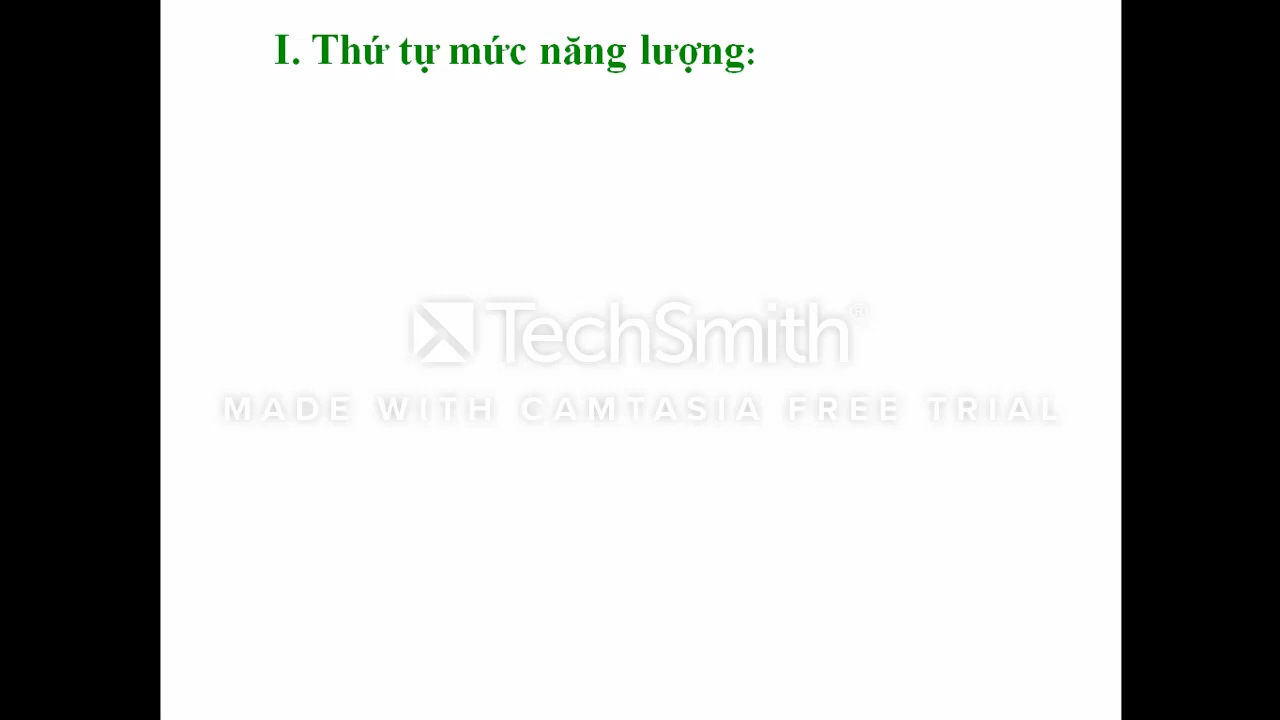 I. Thứ tự mức năng lượng:
TechSmith®
MADE WITH CAMTASIA FREE TRIAL